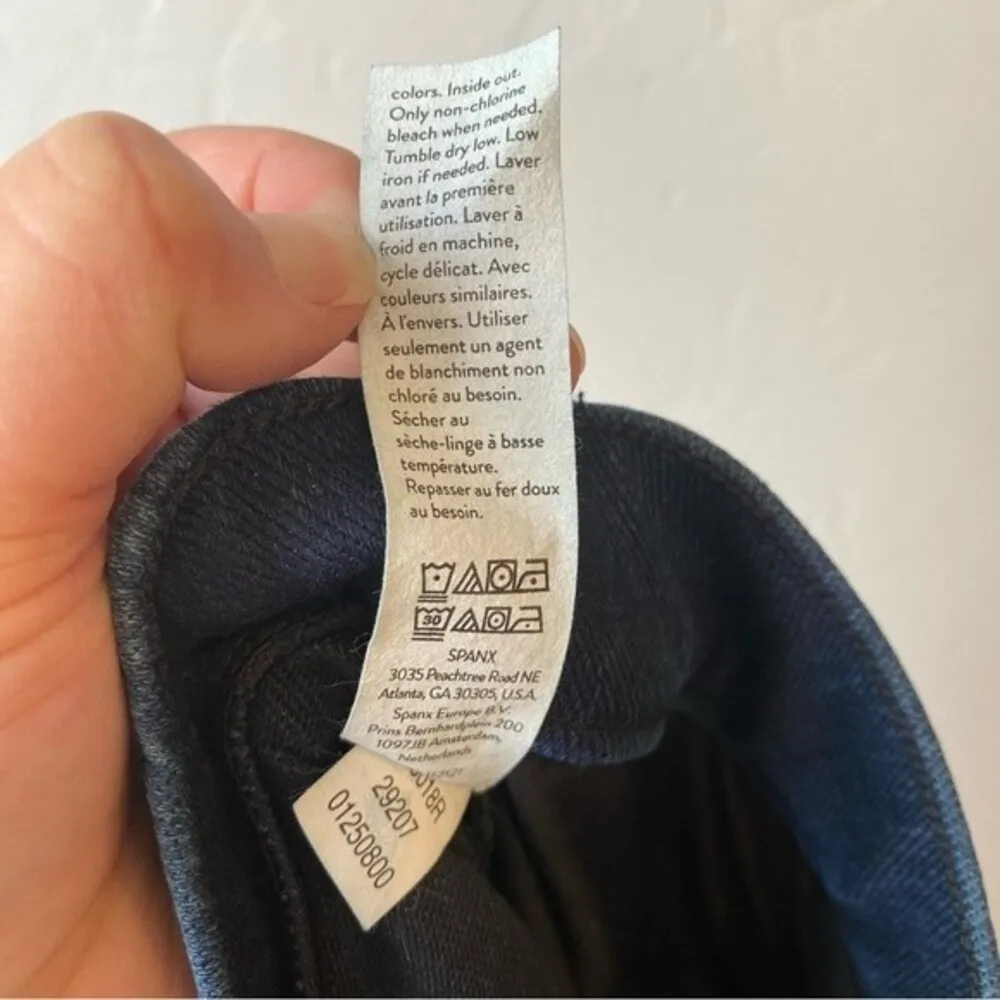 colors. Inside out.
Only non-chlorine
bleach when needed.
Tumble dry low. Low
iron if needed. Laver
avant la première
utilisation. Laver à
froid en machine,
cycle délicat. Avec
couleurs similaires.
À l'envers. Utiliser
seulement un agent
de blanchiment non
chloré au besoin.
Sécher au
sèche-linge à basse
température.
Repasser au fer doux
au besoin.
30
SPANX
3035 Peachtree Road NE
Atlanta, GA 30305, U.S.A.
Spanx Europe B.V.
Prins Bernhardplein 200
1097JB Amsterdam,
Netherlands
018R
29207
01250800